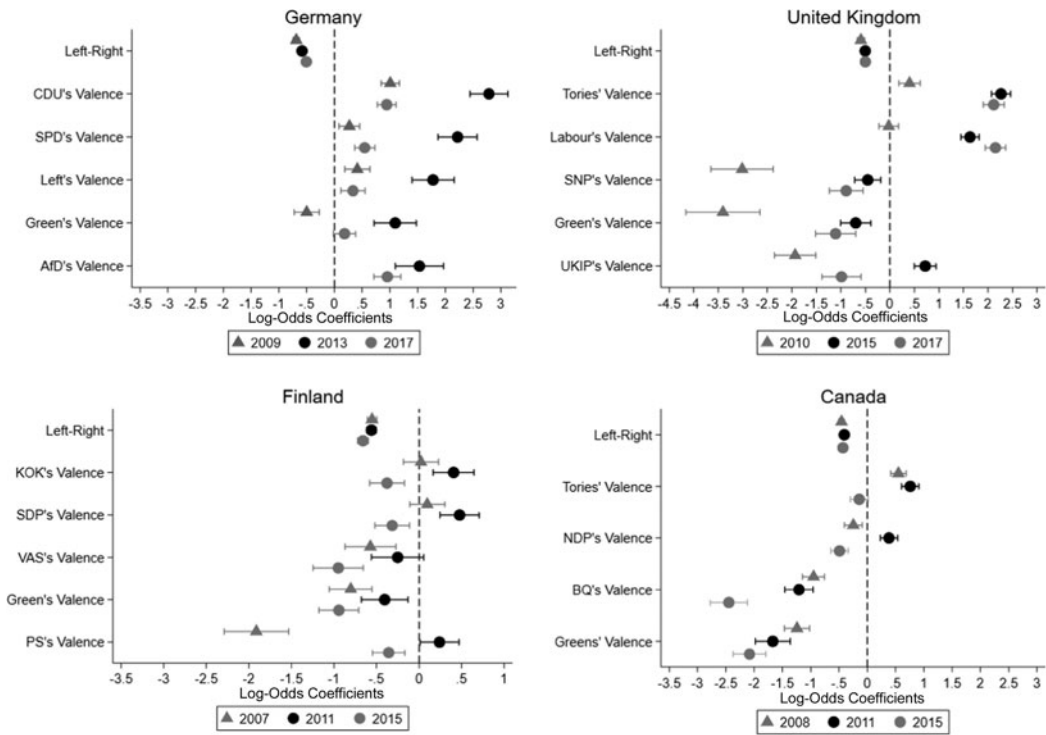 Germany
Left-Right
CDU's Valence
SPD's Valence
Left's Valence
Green's Valence
AfD's Valence
-3.5 -3 -2.5 -2 -1.5 -1 -.5 0 .5 1 1.5 2 2.5 3
Log-Odds Coefficients
2009 2013 2017
United Kingdom
Left-Right
Tories' Valence
Labour's Valence
SNP's Valence
Green's Valence
UKIP's Valence
-4.5 -4 -3.5 -3 -2.5 -2 -1.5 -1 -.5 0 .5 1 1.5 2 2.5 3
Log-Odds Coefficients
2010 2015 2017
Finland
Left-Right
KOK's Valence
SDP's Valence
VAS's Valence
Green's Valence
PS's Valence
-3.5 -3 -2.5 -2 -1.5 -1 -.5 0 .5 1
Log-Odds Coefficients
2007 2011 2015
Canada
Left-Right
Tories' Valence
NDP's Valence
BQ's Valence
Greens' Valence
-3.5 -3 -2.5 -2 -1.5 -1 -.5 0 .5 1 1.5 2 2.5 3
Log-Odds Coefficients
2008 2011 2015